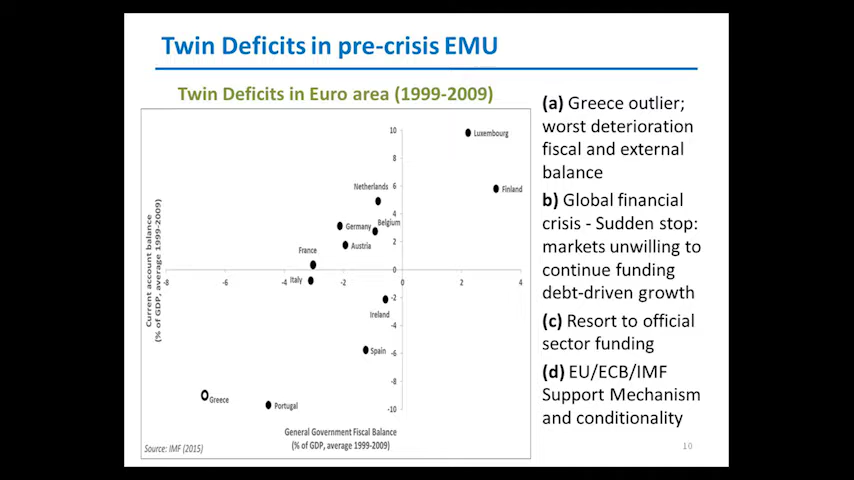 Twin Deficits in pre-crisis EMU
Twin Deficits in Euro area (1999-2009)
Current account balance
(% of GDP, average 1999-2009)
10
Luxembourg
8
Netherlands
6
Finland
4
Belgium
Germany
2
Austria
France
0
-8
-6
-4
-2
0
2
4
Italy
-2
Ireland
-4
Spain
-6
-8
Greece
Portugal
-10
General Government Fiscal Balance
(% of GDP, average 1999-2009)
Source: IMF (2015)
(a) Greece outlier;
worst deterioration
fiscal and external
balance
b) Global financial
crisis - Sudden stop:
markets unwilling to
continue funding
debt-driven growth
(c) Resort to official
sector funding
(d) EU/ECB/IMF
Support Mechanism
and conditionality
10